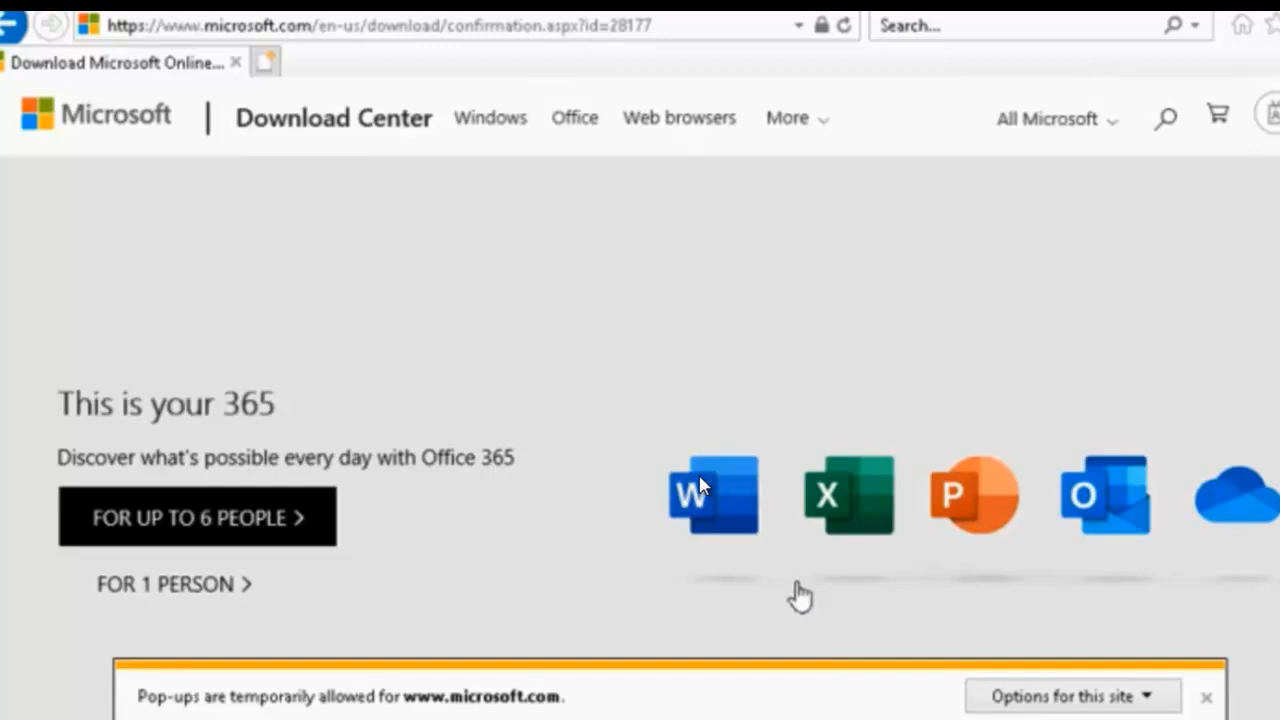 https://www.microsoft.com/en-us/download/confirmation.aspx?id=28177
Search...
Download Microsoft Online...
Microsoft
Download Center
Windows
Office
Web browsers
More
All Microsoft
This is your 365
Discover what's possible every day with Office 365
W X P O
FOR UP TO 6 PEOPLE
FOR 1 PERSON
Pop-ups are temporarily allowed for www.microsoft.com.
Options for this site